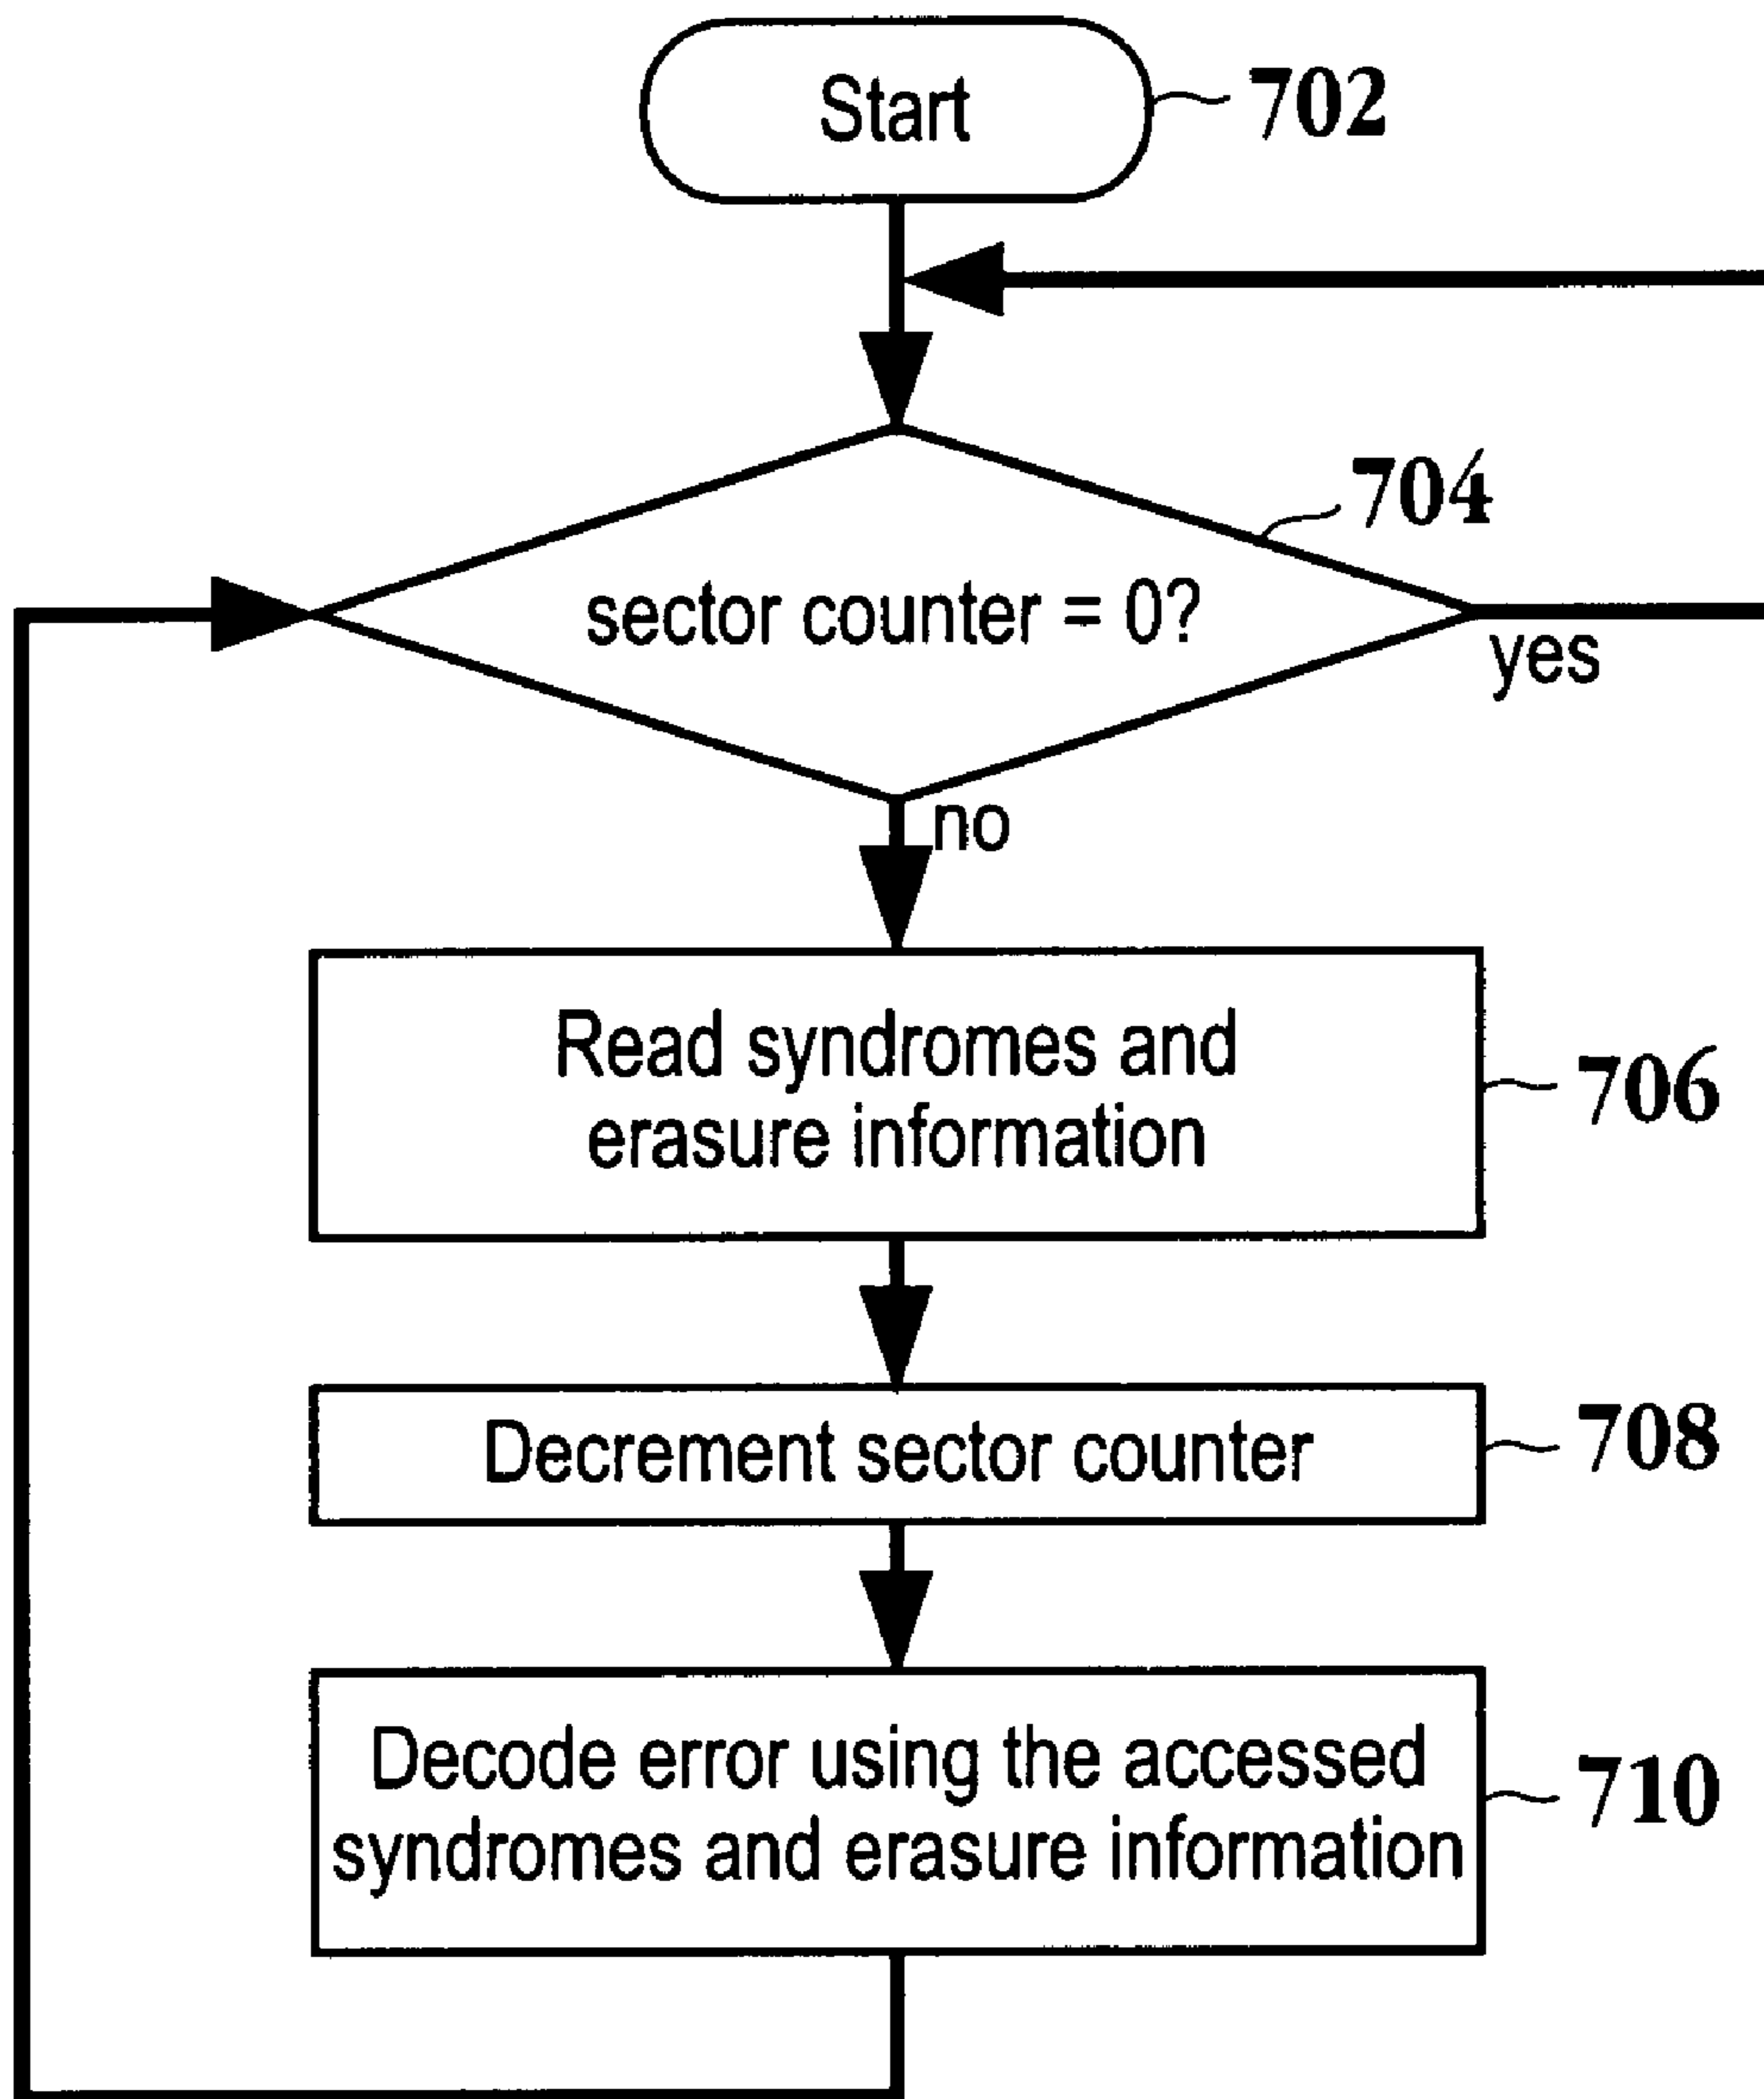 Start
702
704
sector counter = 0?
yes
no
Read syndromes and
erasure information
706
Decrement sector counter
708
Decode error using the accessed
syndromes and erasure information
710